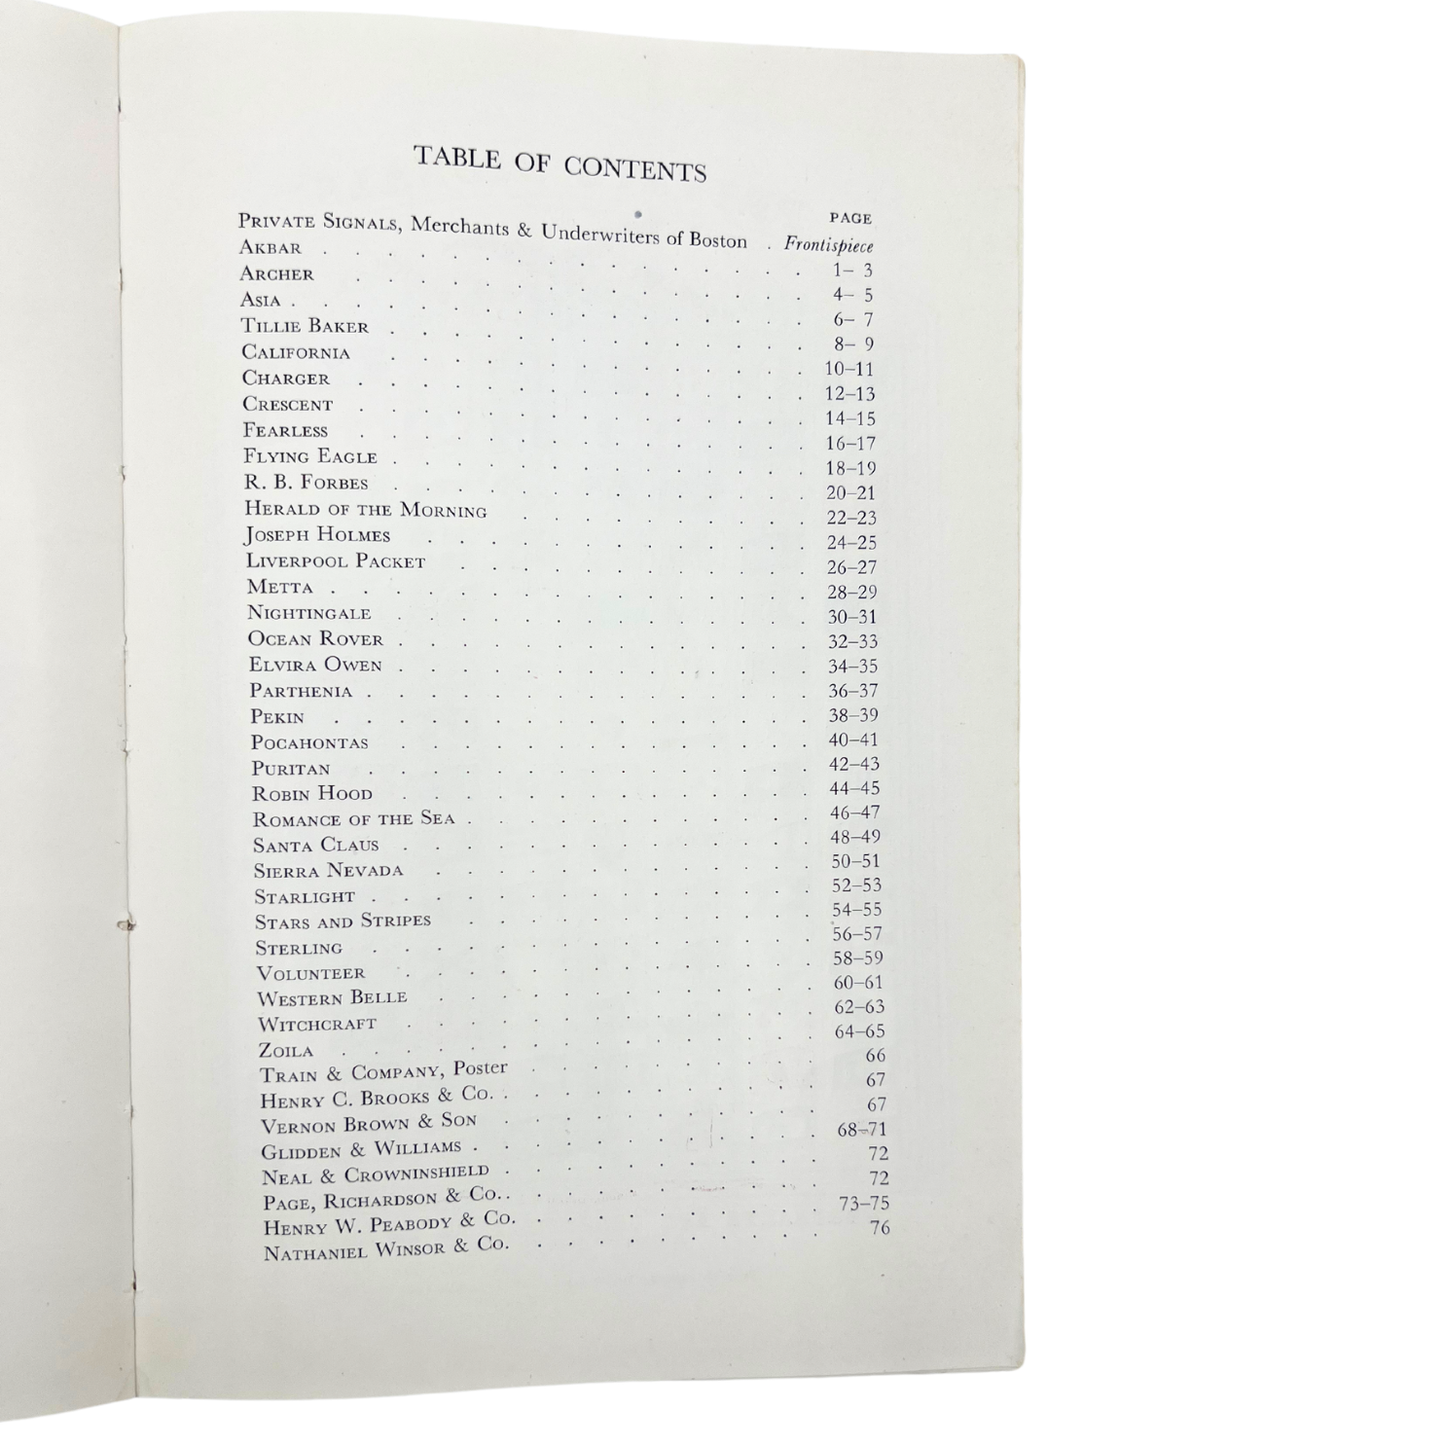 TABLE OF CONTENTS
PAGE
PRIVATE SIGNALS, Merchants & Underwriters of Boston . Frontispiece
AKBAR 1– 3
ARCHER 4– 5
ASIA 6– 7
TILLIE BAKER 8– 9
CALIFORNIA 10–11
CHARGER 12–13
CRESCENT 14–15
FEARLESS 16–17
FLYING EAGLE 18–19
R. B. FORBES 20–21
HERALD OF THE MORNING 22–23
JOSEPH HOLMES 24–25
LIVERPOOL PACKET 26–27
METTA 28–29
NIGHTINGALE 30–31
OCEAN ROVER 32–33
ELVIRA OWEN 34–35
PARTHENIA 36–37
PEKIN 38–39
POCAHONTAS 40–41
PURITAN 42–43
ROBIN HOOD 44–45
ROMANCE OF THE SEA 46–47
SANTA CLAUS 48–49
SIERRA NEVADA 50–51
STARLIGHT 52–53
STARS AND STRIPES 54–55
STERLING 56–57
VOLUNTEER 58–59
WESTERN BELLE 60–61
WITCHCRAFT 62–63
ZOILA 64–65
TRAIN & COMPANY, Poster 66
HENRY C. BROOKS & CO. 67
VERNON BROWN & SON 67
GLIDDEN & WILLIAMS 68–71
NEAL & CROWNINSHIELD 72
PAGE, RICHARDSON & CO. 72
HENRY W. PEABODY & CO. 73–75
NATHANIEL WINSOR & CO. 76